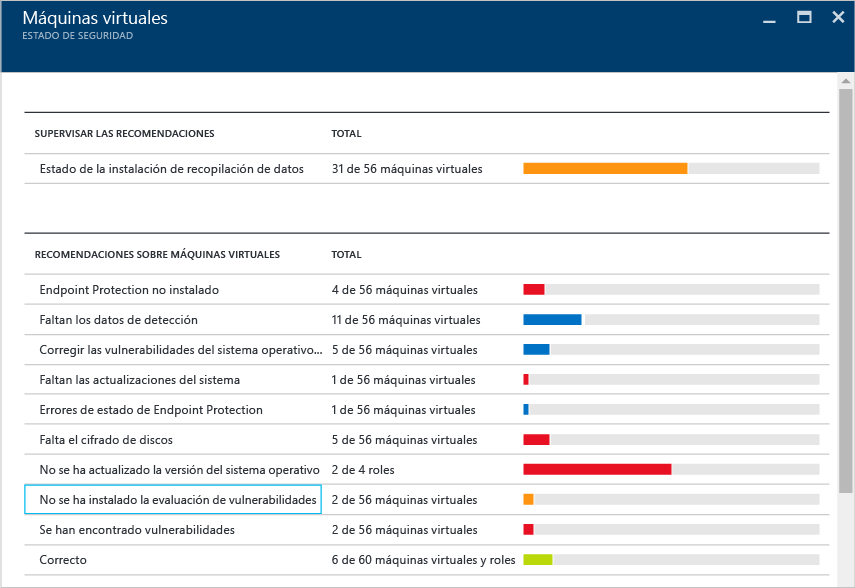 Máquinas virtuales
ESTADO DE SEGURIDAD
SUPERVISAR LAS RECOMENDACIONES TOTAL
Estado de la instalación de recopilación de datos 31 de 56 máquinas virtuales
RECOMENDACIONES SOBRE MÁQUINAS VIRTUALES TOTAL
Endpoint Protection no instalado 4 de 56 máquinas virtuales
Faltan los datos de detección 11 de 56 máquinas virtuales
Corregir las vulnerabilidades del sistema operativo... 5 de 56 máquinas virtuales
Faltan las actualizaciones del sistema 1 de 56 máquinas virtuales
Errores de estado de Endpoint Protection 1 de 56 máquinas virtuales
Falta el cifrado de discos 5 de 56 máquinas virtuales
No se ha actualizado la versión del sistema operativo 2 de 4 roles
No se ha instalado la evaluación de vulnerabilidades 2 de 56 máquinas virtuales
Se han encontrado vulnerabilidades 2 de 56 máquinas virtuales
Correcto 6 de 60 máquinas virtuales y roles